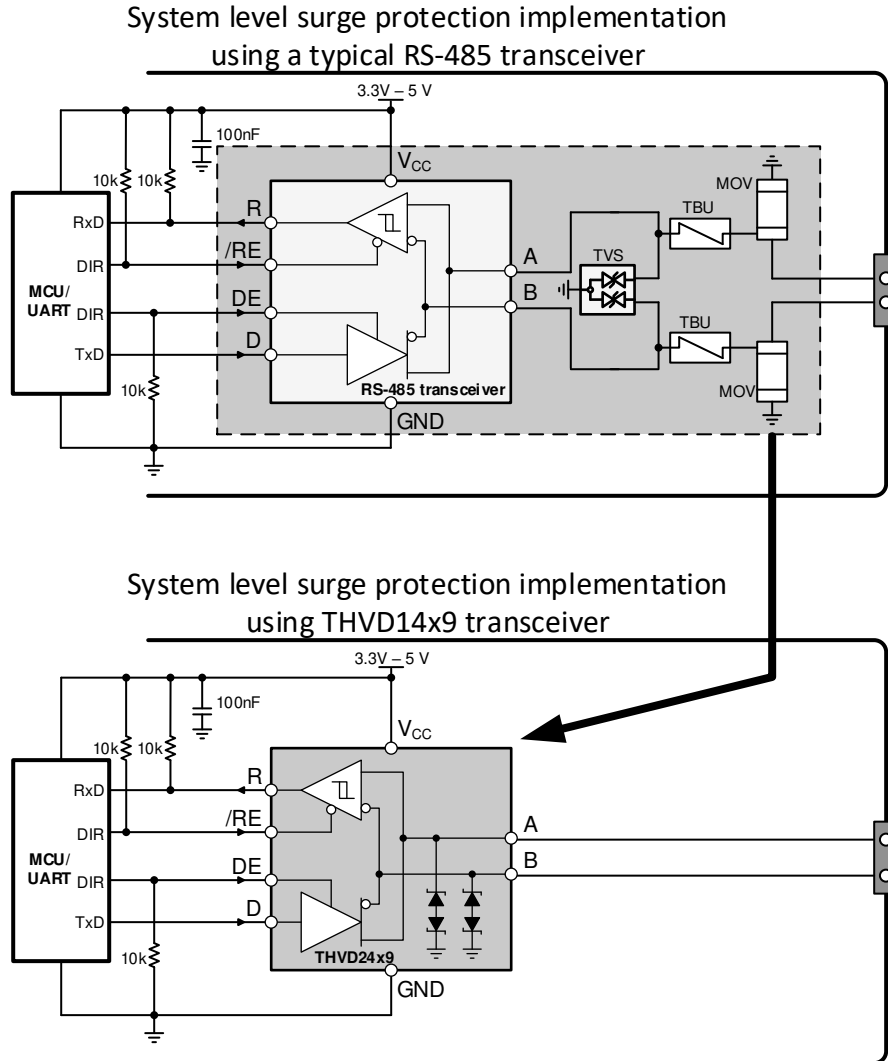 System level surge protection implementation
using a typical RS-485 transceiver
3.3V – 5 V
100nF
VCC
10k
10k
MOV
TBU
RxD
R
/RE
A
TVS
DIR
MCU/
UART
DIR
DE
B
TxD
D
TBU
10k
RS-485 transceiver
MOV
GND
System level surge protection implementation
using THVD14x9 transceiver
3.3V – 5 V
100nF
VCC
10k
10k
RxD
R
/RE
A
DIR
MCU/
UART
DIR
DE
B
TxD
D
10k
THVD24x9
GND